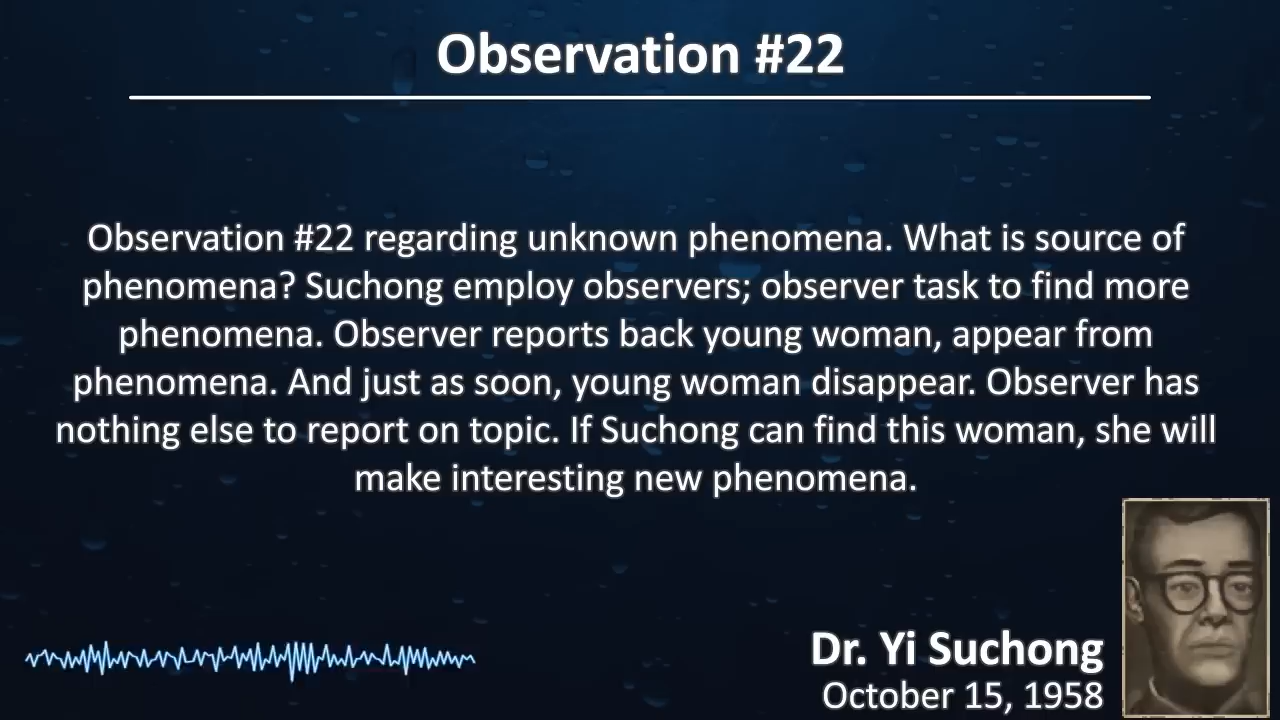 Observation #22
Observation #22 regarding unknown phenomena. What is source of
phenomena? Suchong employ observers; observer task to find more
phenomena. Observer reports back young woman, appear from
phenomena. And just as soon, young woman disappear. Observer has
nothing else to report on topic. If Suchong can find this woman, she will
make interesting new phenomena.
Dr. Yi Suchong
October 15, 1958